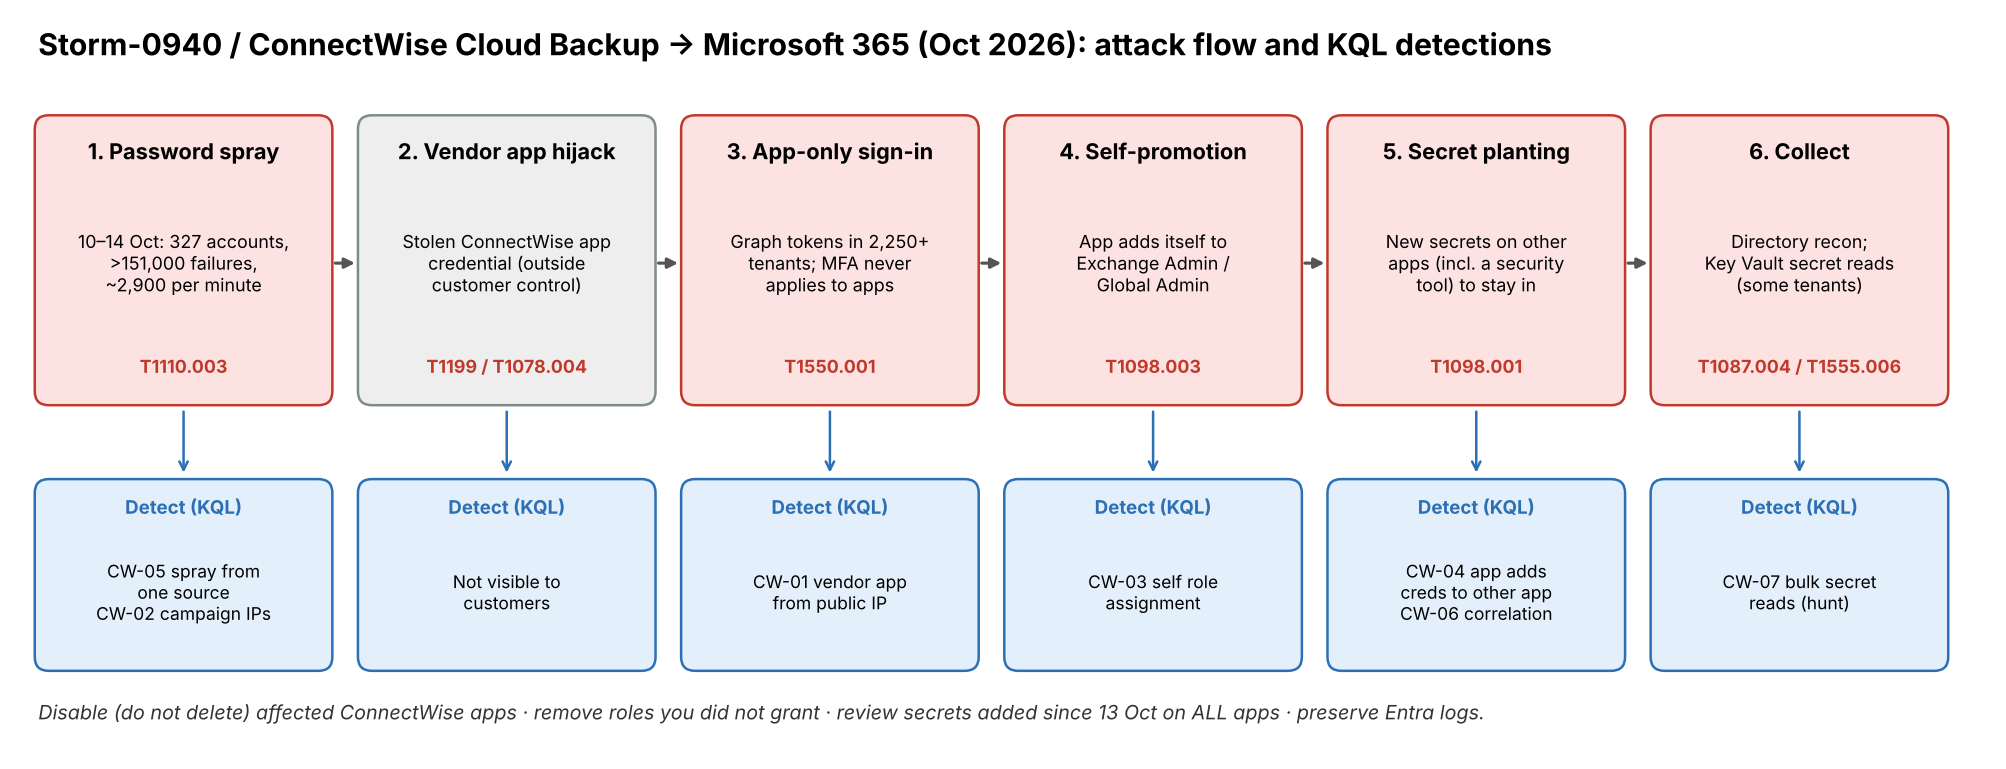 Storm-0940 / ConnectWise Cloud Backup → Microsoft 365 (Oct 2026): attack flow and KQL detections
1. Password spray
10–14 Oct: 327 accounts,
>151,000 failures,
~2,900 per minute
T1110.003
2. Vendor app hijack
Stolen ConnectWise app
credential (outside
customer control)
T1199 / T1078.004
3. App-only sign-in
Graph tokens in 2,250+
tenants; MFA never
applies to apps
T1550.001
4. Self-promotion
App adds itself to
Exchange Admin /
Global Admin
T1098.003
5. Secret planting
New secrets on other
apps (incl. a security
tool) to stay in
T1098.001
6. Collect
Directory recon;
Key Vault secret reads
(some tenants)
T1087.004 / T1555.006
Detect (KQL)
CW-05 spray from
one source
CW-02 campaign IPs
Detect (KQL)
Not visible to
customers
Detect (KQL)
CW-01 vendor app
from public IP
Detect (KQL)
CW-03 self role
assignment
Detect (KQL)
CW-04 app adds
creds to other app
CW-06 correlation
Detect (KQL)
CW-07 bulk secret
reads (hunt)
Disable (do not delete) affected ConnectWise apps · remove roles you did not grant · review secrets added since 13 Oct on ALL apps · preserve Entra logs.